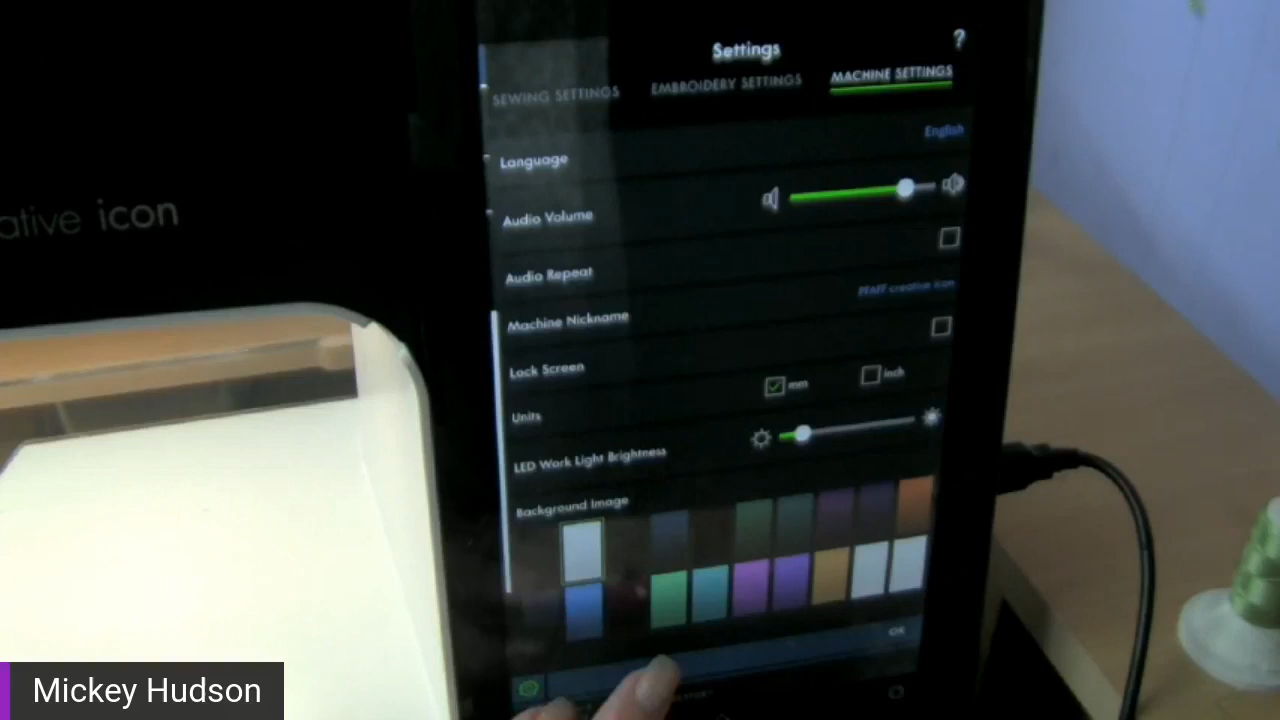 Settings
?
SEWING SETTINGS EMBROIDERY SETTINGS MACHINE SETTINGS
Language English
Audio Volume
Audio Repeat
Machine Nickname PFAFF creative icon
Lock Screen
Units mm inch
LED Work Light Brightness
Background Image
OK
ative icon
Mickey Hudson